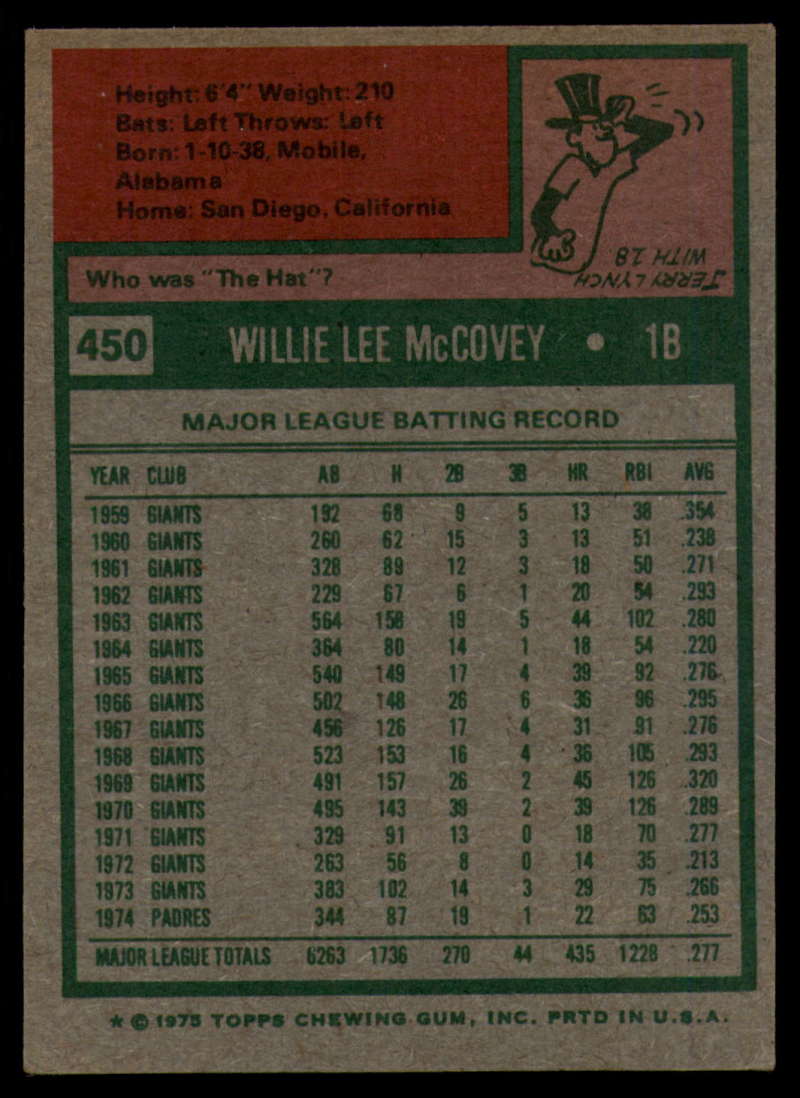 Height: 6'4" Weight: 210
Bats: Left Throws: Left
Born: 1-10-38, Mobile,
Alabama
Home: San Diego, California
Who was "The Hat"?
JERRY LYNCH
WITH 18
450 WILLIE LEE McCOVEY • 1B
MAJOR LEAGUE BATTING RECORD
YEAR CLUB AB H 2B 3B HR RBI AVG
1959 GIANTS 192 68 9 5 13 38 .354
1960 GIANTS 260 62 15 3 13 51 .238
1961 GIANTS 328 89 12 3 18 50 .271
1962 GIANTS 229 67 6 1 20 54 .293
1963 GIANTS 564 158 19 5 44 102 .280
1964 GIANTS 364 80 14 1 18 54 .220
1965 GIANTS 540 149 17 4 39 92 .276
1966 GIANTS 502 148 26 6 36 96 .295
1967 GIANTS 456 126 17 4 31 91 .276
1968 GIANTS 523 153 16 4 36 105 .293
1969 GIANTS 491 157 26 2 45 126 .320
1970 GIANTS 495 143 39 2 39 126 .289
1971 GIANTS 329 91 13 0 18 70 .277
1972 GIANTS 263 56 8 0 14 35 .213
1973 GIANTS 383 102 14 3 29 75 .266
1974 PADRES 344 87 19 1 22 63 .253
MAJOR LEAGUE TOTALS 6263 1736 270 44 435 1228 .277
★ © 1975 TOPPS CHEWING GUM, INC. PRTD IN U.S.A.